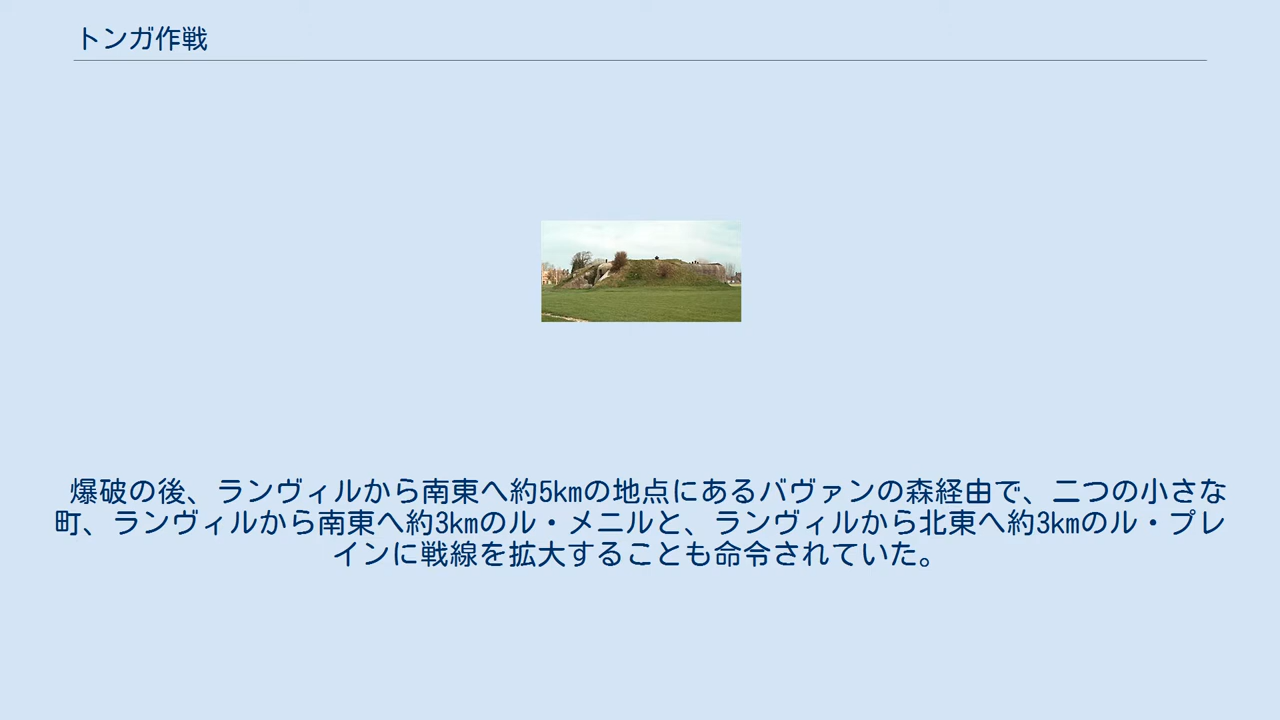 トンガ作戦
爆破の後、ランヴィルから南東へ約5kmの地点にあるバヴァンの森経由で、二つの小さな
町、ランヴィルから南東へ約3kmのル・メニルと、ランヴィルから北東へ約3kmのル・プレ
インに戦線を拡大することも命令されていた。